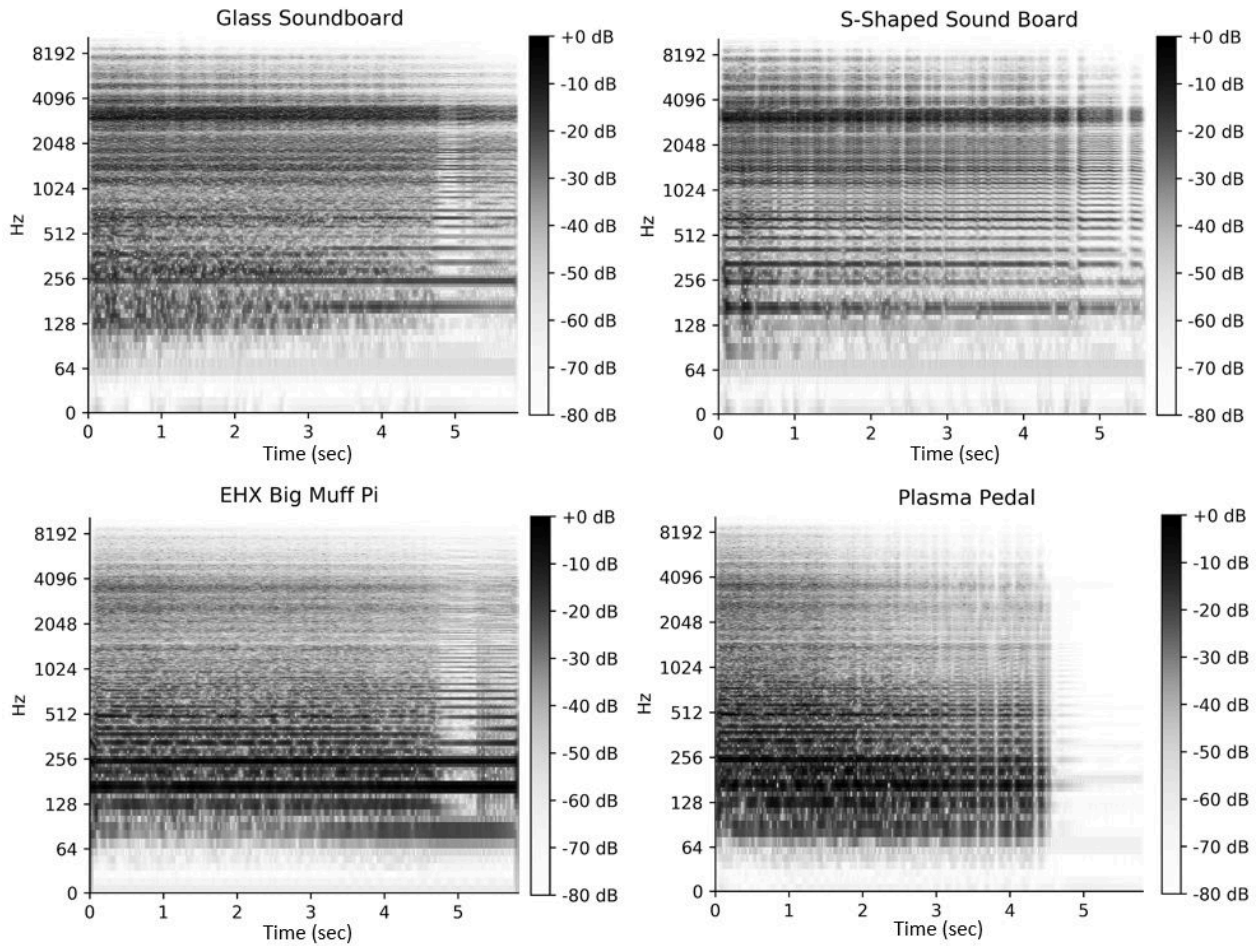 Glass Soundboard
8192
4096
2048
1024
512
256
128
64
0
Hz
0 1 2 3 4 5
Time (sec)
+0 dB
-10 dB
-20 dB
-30 dB
-40 dB
-50 dB
-60 dB
-70 dB
-80 dB
S-Shaped Sound Board
8192
4096
2048
1024
512
256
128
64
0
Hz
0 1 2 3 4 5
Time (sec)
+0 dB
-10 dB
-20 dB
-30 dB
-40 dB
-50 dB
-60 dB
-70 dB
-80 dB
EHX Big Muff Pi
8192
4096
2048
1024
512
256
128
64
0
Hz
0 1 2 3 4 5
Time (sec)
+0 dB
-10 dB
-20 dB
-30 dB
-40 dB
-50 dB
-60 dB
-70 dB
-80 dB
Plasma Pedal
8192
4096
2048
1024
512
256
128
64
0
Hz
0 1 2 3 4 5
Time (sec)
+0 dB
-10 dB
-20 dB
-30 dB
-40 dB
-50 dB
-60 dB
-70 dB
-80 dB